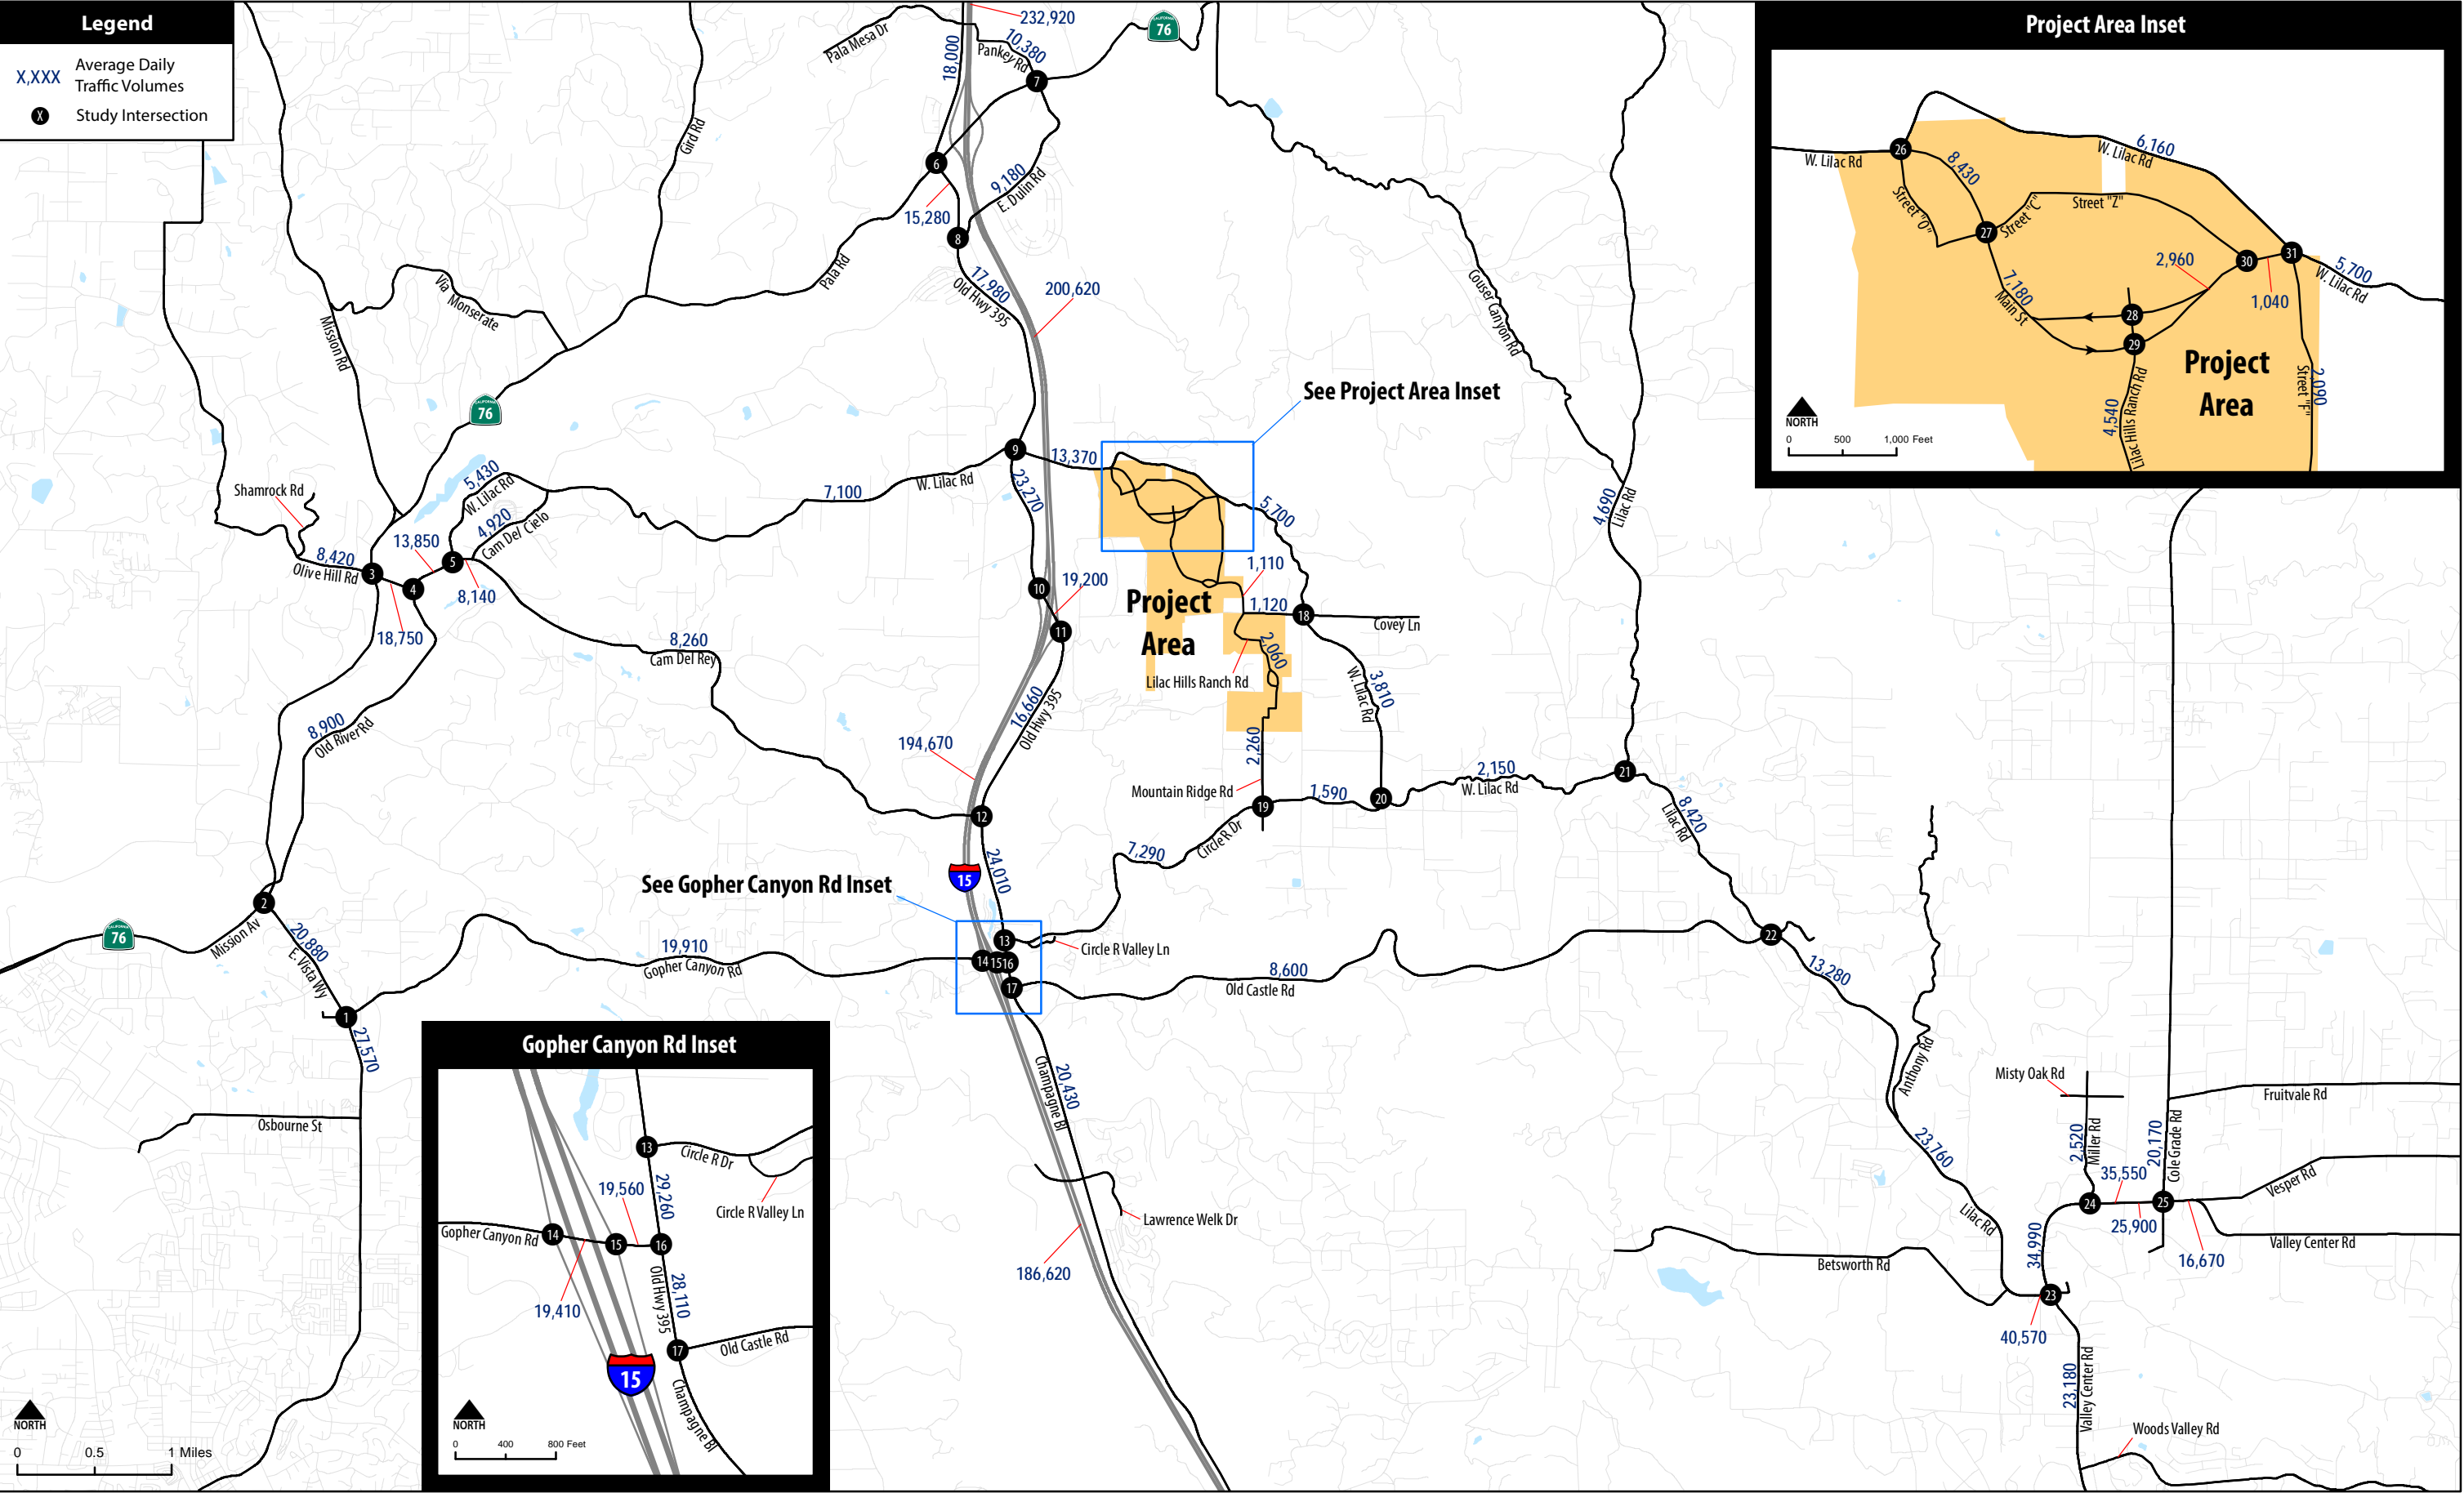 Legend
X,XXX
Average Daily
Traffic Volumes
X
Study Intersection
232,920
18,000
10,380
Pankey Rd
Pala Mesa Dr
CALIFORNIA
76
7
Gird Rd
6
9,180
E. Dulin Rd
15,280
8
Pala Rd
17,980
Old Hwy 395
200,620
Via Monserate
Mission Rd
CALIFORNIA
76
Couser Canyon Rd
See Project Area Inset
9
13,370
5,430
W. Lilac Rd
4,920
Cam Del Cielo
7,100
W. Lilac Rd
23,270
Shamrock Rd
5,700
4,690
Lilac Rd
8,420
Olive Hill Rd
13,850
3
4
5
8,140
18,750
10
19,200
11
1,110
1,120
18
Covey Ln
Project
Area
8,260
Cam Del Rey
2,060
Lilac Hills Ranch Rd
3,810
W. Lilac Rd
8,900
Old River Rd
16,660
Old Hwy 395
194,670
2,260
Mountain Ridge Rd
19
1,590
20
2,150
W. Lilac Rd
21
12
8,420
Lilac Rd
7,290
Circle R Dr
24,010
15
See Gopher Canyon Rd Inset
2
CALIFORNIA
76
Mission Av
20,880
E. Vista Wy
19,910
Gopher Canyon Rd
13
14
15
16
17
Circle R Valley Ln
8,600
Old Castle Rd
22
13,280
1
27,570
Osbourne St
20,430
Champagne Bl
Anthony Rd
Misty Oak Rd
Fruitvale Rd
2,520
Miller Rd
20,170
Cole Grade Rd
23,760
35,550
Vesper Rd
24
25
25,900
16,670
Valley Center Rd
Lilac Rd
34,990
Lawrence Welk Dr
186,620
Betsworth Rd
23
40,570
23,180
Valley Center Rd
Woods Valley Rd
NORTH
0
0.5
1 Miles
Gopher Canyon Rd Inset
13
Circle R Dr
19,560
29,260
Circle R Valley Ln
Gopher Canyon Rd
14
15
16
19,410
Old Hwy 395
28,110
17
Old Castle Rd
15
Champagne Bl
NORTH
0
400
800 Feet
Project Area Inset
W. Lilac Rd
26
8,430
6,160
W. Lilac Rd
Street "O"
27
Street "C"
Street "Z"
30
31
2,960
5,700
W. Lilac Rd
1,040
7,180
Main St
28
29
Project
Area
4,540
Lilac Hills Ranch Rd
2,090
Street "F"
NORTH
0
500
1,000 Feet